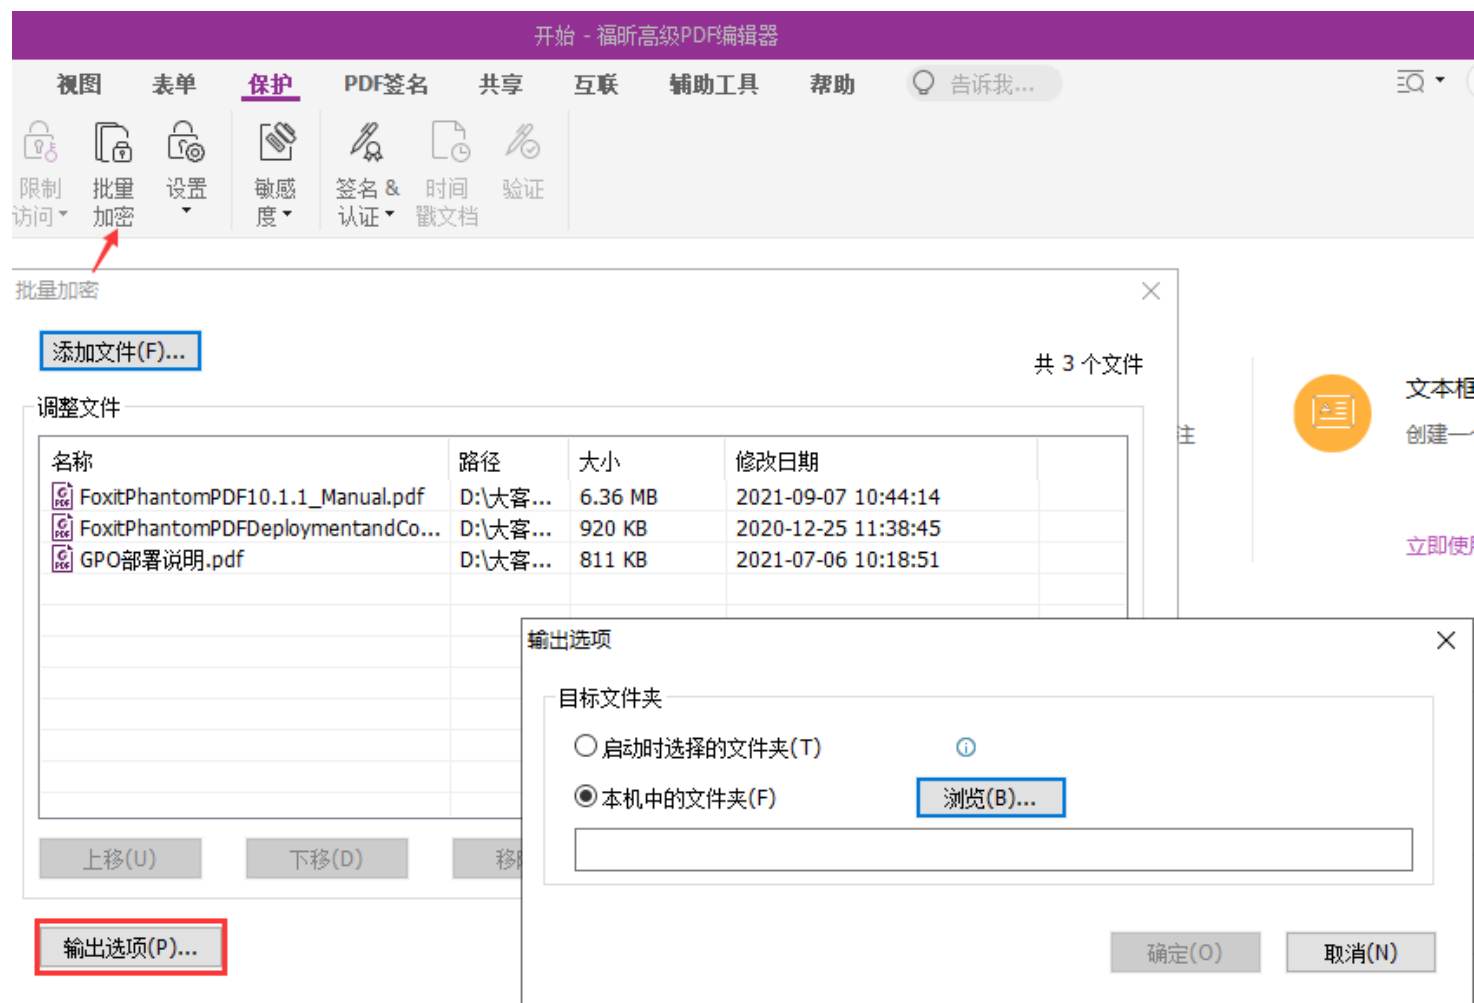 开始 - 福昕高级PDF编辑器
视图 表单 保护 PDF签名 共享 互联 辅助工具 帮助 告诉我...
限制 批量 设置 敏感 签名 & 时间 验证
访问 加密 度 认证 戳文档
批量加密
添加文件(F)...
共 3 个文件
调整文件
名称 路径 大小 修改日期
FoxitPhantomPDF10.1.1_Manual.pdf D:\大客... 6.36 MB 2021-09-07 10:44:14
FoxitPhantomPDFDeploymentandCo... D:\大客... 920 KB 2020-12-25 11:38:45
GPO部署说明.pdf D:\大客... 811 KB 2021-07-06 10:18:51
注
文本框
创建一
立即使
输出选项
目标文件夹
启动时选择的文件夹(T)
本机中的文件夹(F) 浏览(B)...
上移(U) 下移(D) 移
输出选项(P)...
确定(O) 取消(N)